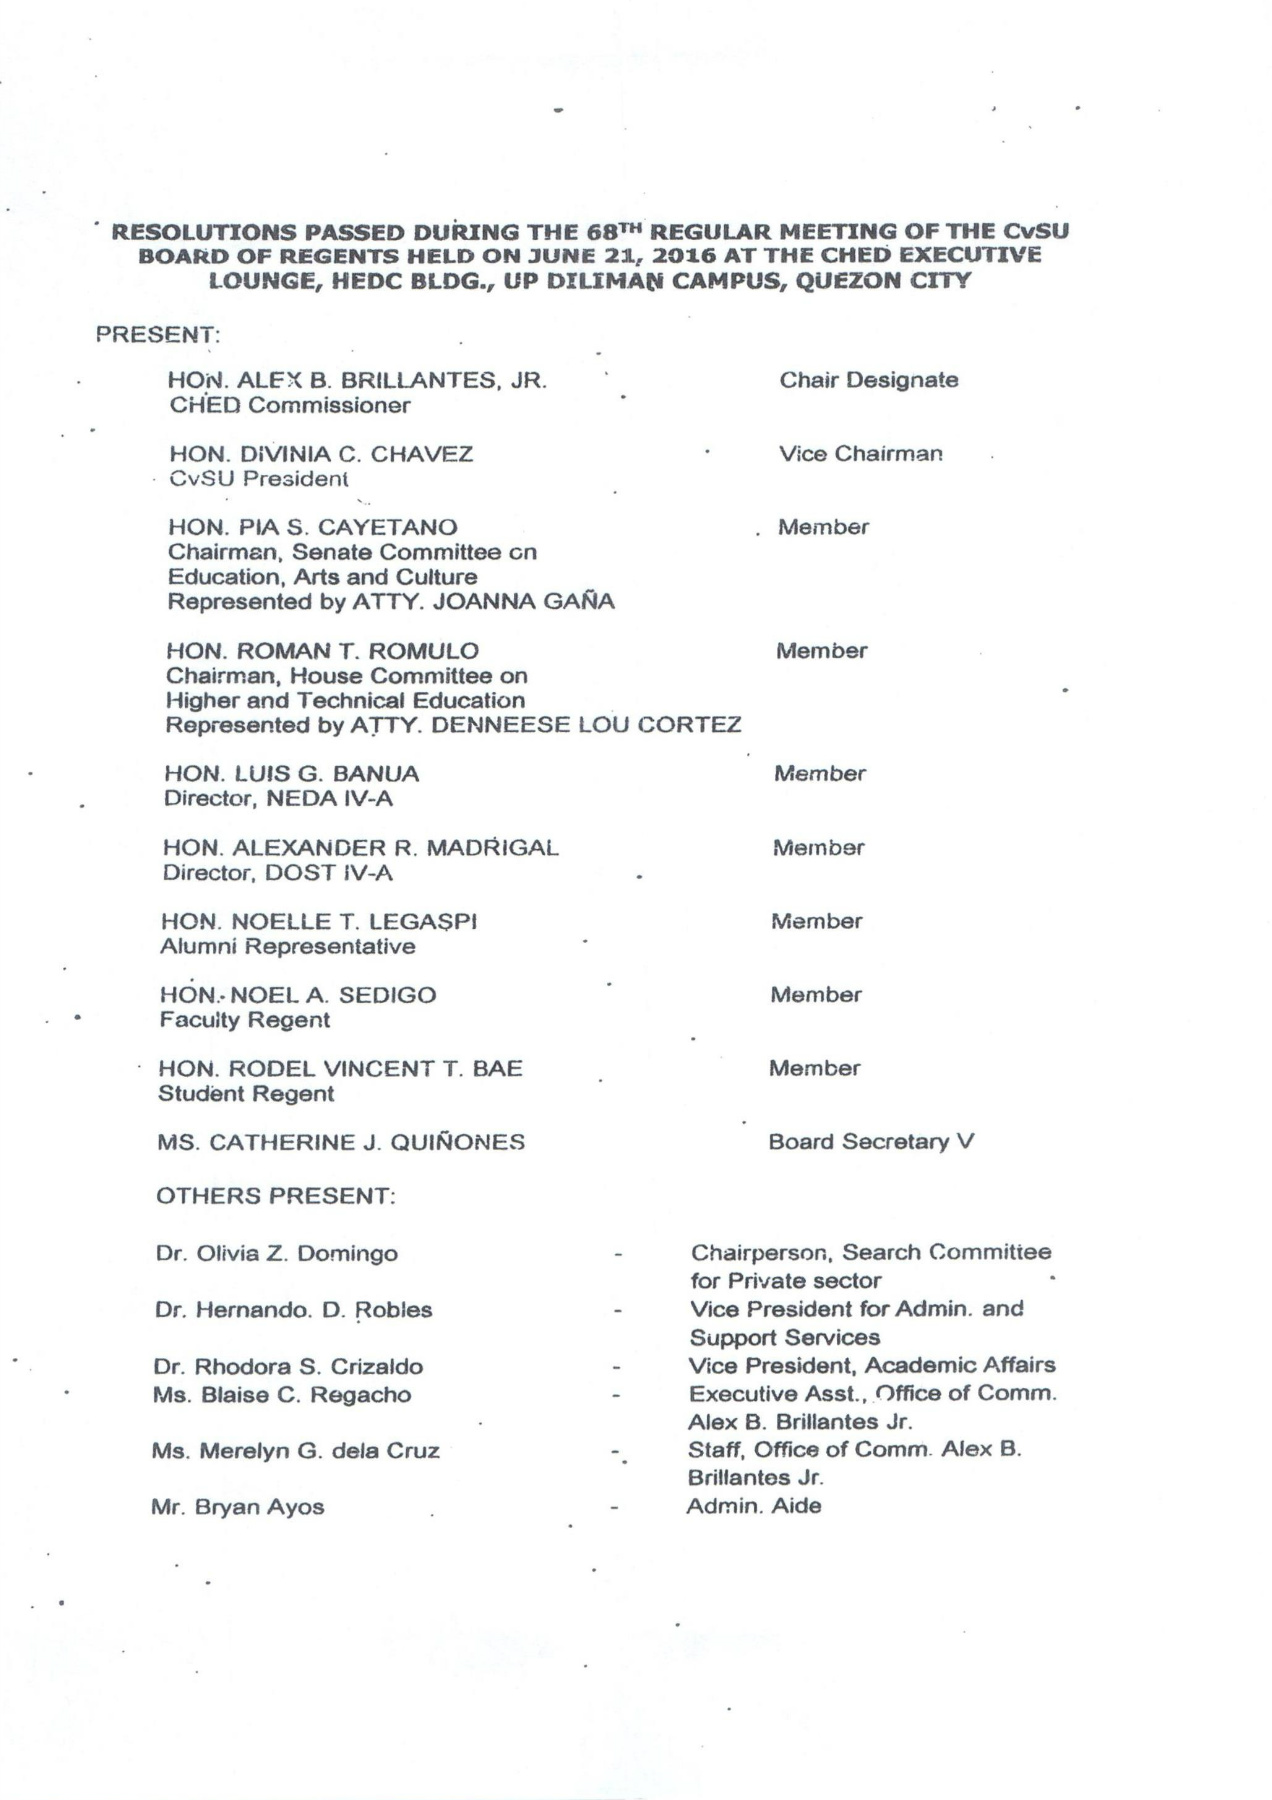 RESOLUTIONS PASSED DURING THE 68TH REGULAR MEETING OF THE CvSU
BOARD OF REGENTS HELD ON JUNE 21, 2016 AT THE CHED EXECUTIVE
LOUNGE, HEDC BLDG., UP DILIMAN CAMPUS, QUEZON CITY
PRESENT:
HON. ALEX B. BRILLANTES, JR. Chair Designate
CHED Commissioner
HON. DIVINIA C. CHAVEZ Vice Chairman
CvSU President
HON. PIA S. CAYETANO Member
Chairman, Senate Committee on
Education, Arts and Culture
Represented by ATTY. JOANNA GAÑA
HON. ROMAN T. ROMULO Member
Chairman, House Committee on
Higher and Technical Education
Represented by ATTY. DENNEESE LOU CORTEZ
HON. LUIS G. BANUA Member
Director, NEDA IV-A
HON. ALEXANDER R. MADRIGAL Member
Director, DOST IV-A
HON. NOELLE T. LEGASPI Member
Alumni Representative
HON. NOEL A. SEDIGO Member
Faculty Regent
HON. RODEL VINCENT T. BAE Member
Student Regent
MS. CATHERINE J. QUIÑONES Board Secretary V
OTHERS PRESENT:
Dr. Olivia Z. Domingo - Chairperson, Search Committee
for Private sector
Dr. Hernando. D. Robles - Vice President for Admin. and
Support Services
Dr. Rhodora S. Crizaldo - Vice President, Academic Affairs
Ms. Blaise C. Regacho - Executive Asst., Office of Comm.
Alex B. Brillantes Jr.
Ms. Merelyn G. dela Cruz - Staff, Office of Comm. Alex B.
Brillantes Jr.
Mr. Bryan Ayos - Admin. Aide